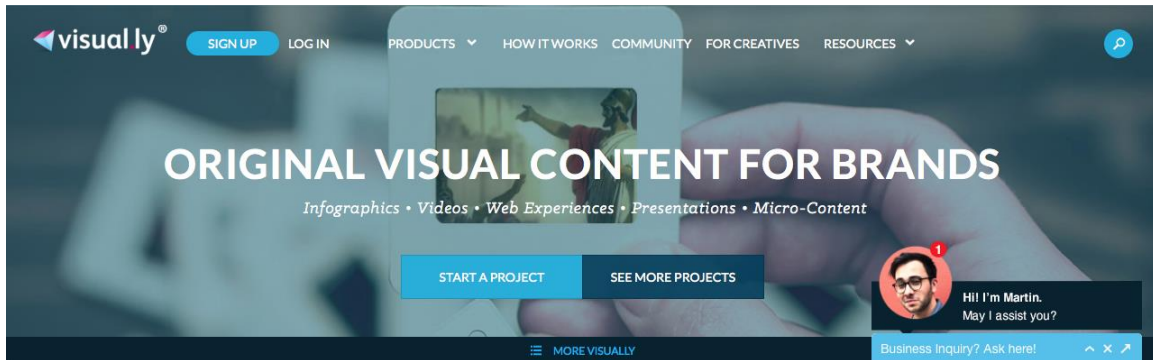 visual.ly®
SIGN UP
LOG IN
PRODUCTS
HOW IT WORKS
COMMUNITY
FOR CREATIVES
RESOURCES
ORIGINAL VISUAL CONTENT FOR BRANDS
Infographics • Videos • Web Experiences • Presentations • Micro-Content
START A PROJECT
SEE MORE PROJECTS
1
Hi! I'm Martin.
May I assist you?
MORE VISUALLY
Business Inquiry? Ask here!